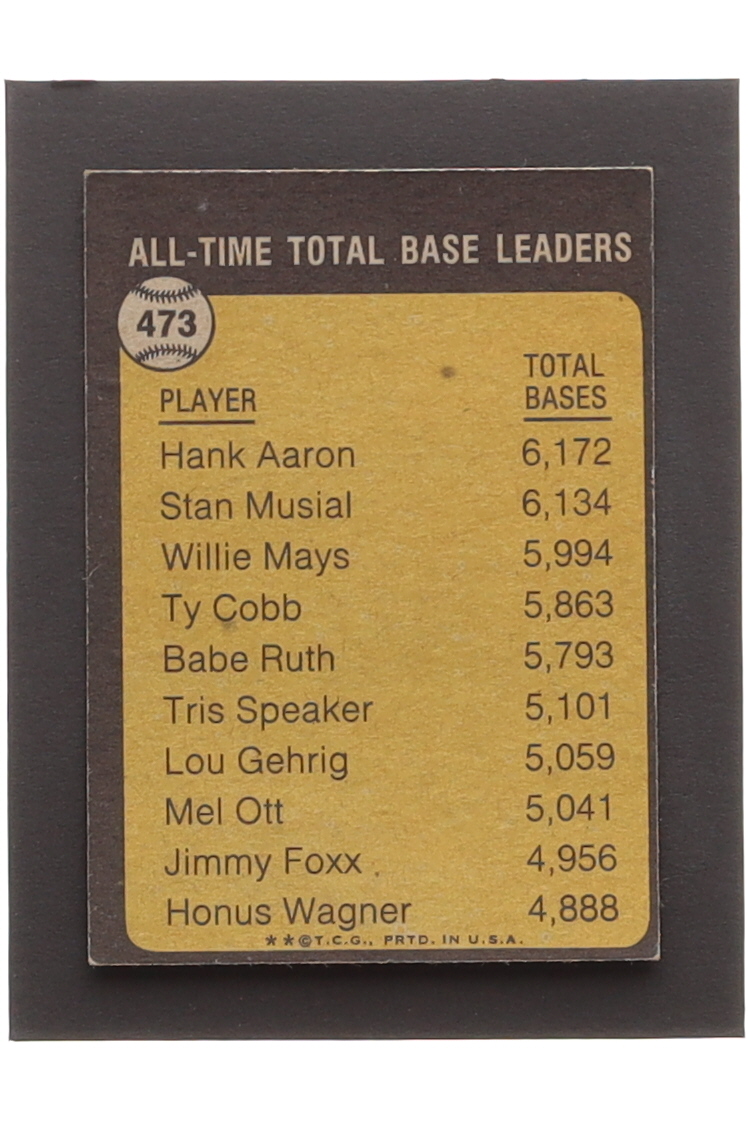 ALL-TIME TOTAL BASE LEADERS
473
PLAYER TOTAL BASES
Hank Aaron 6,172
Stan Musial 6,134
Willie Mays 5,994
Ty Cobb 5,863
Babe Ruth 5,793
Tris Speaker 5,101
Lou Gehrig 5,059
Mel Ott 5,041
Jimmy Foxx 4,956
Honus Wagner 4,888
**©T.C.G., PRTD. IN U.S.A.